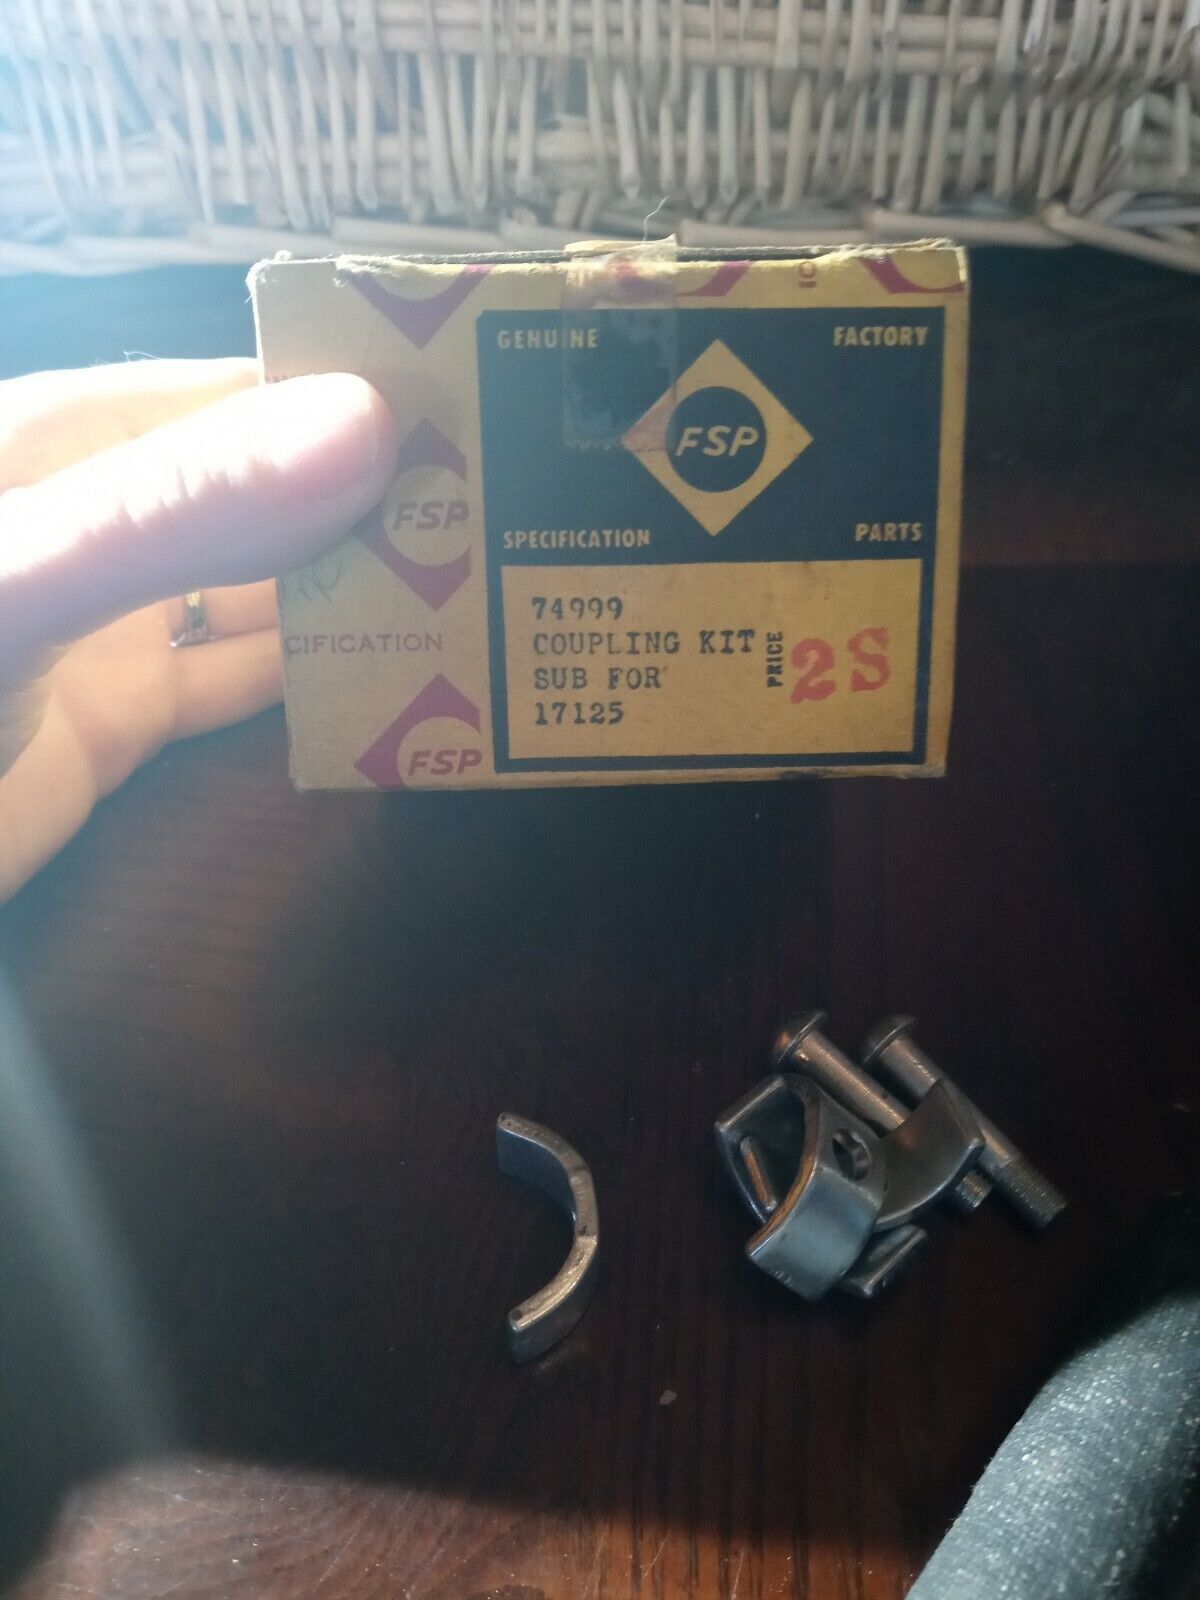 GENUINE FACTORY
FSP
SPECIFICATION PARTS
74999
COUPLING KIT
SUB FOR
17125
PRICE
2S
FSP
CIFICATION
FSP